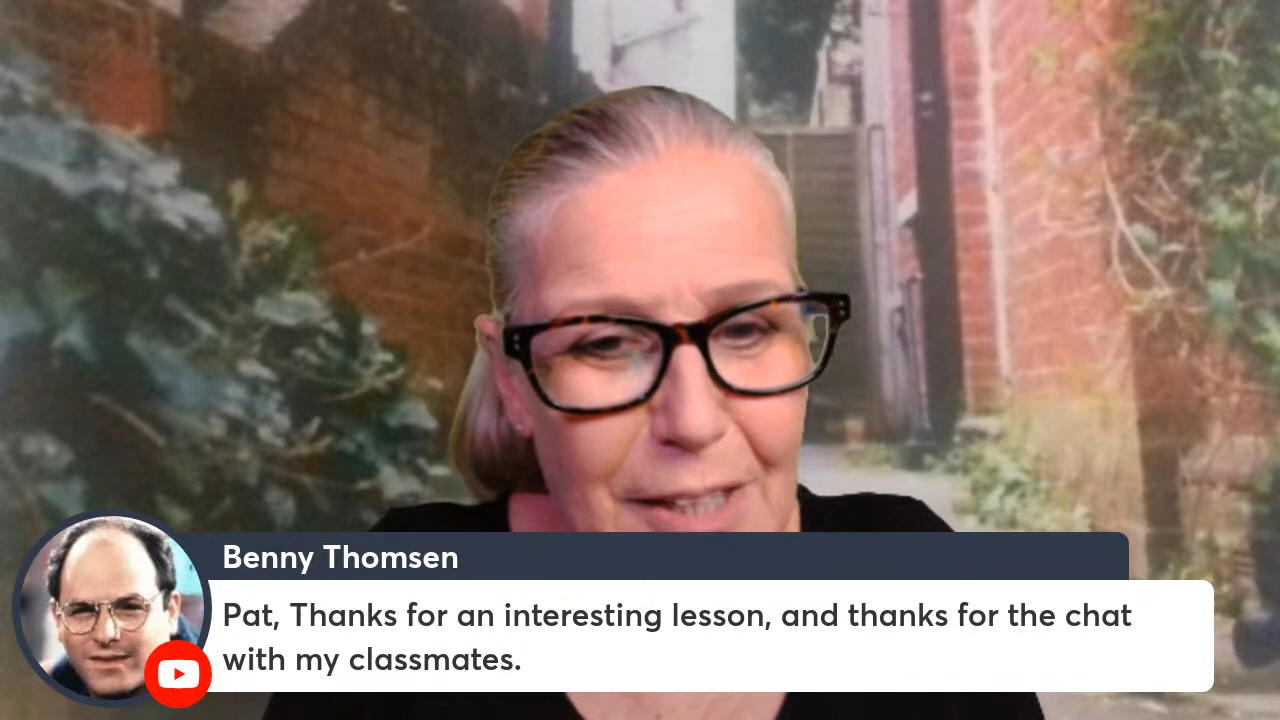 Benny Thomsen
Pat, Thanks for an interesting lesson, and thanks for the chat
with my classmates.